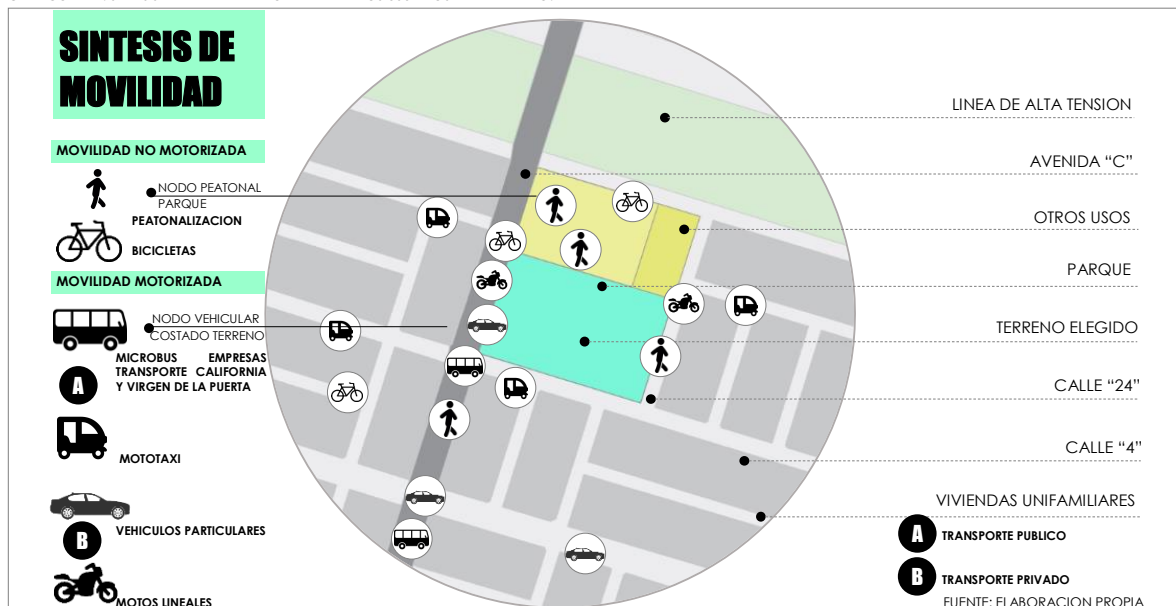 SINTESIS DE
MOVILIDAD
MOVILIDAD NO MOTORIZADA
NODO PEATONAL
PARQUE
PEATONALIZACION
BICICLETAS
MOVILIDAD MOTORIZADA
NODO VEHICULAR
COSTADO TERRENO
MICROBUS EMPRESAS
TRANSPORTE CALIFORNIA
Y VIRGEN DE LA PUERTA
A
MOTOTAXI
VEHICULOS PARTICULARES
B
MOTOS LINEALES
LINEA DE ALTA TENSION
AVENIDA “C”
OTROS USOS
PARQUE
TERRENO ELEGIDO
CALLE “24”
CALLE “4”
VIVIENDAS UNIFAMILIARES
A TRANSPORTE PUBLICO
B TRANSPORTE PRIVADO
FUENTE: ELABORACION PROPIA